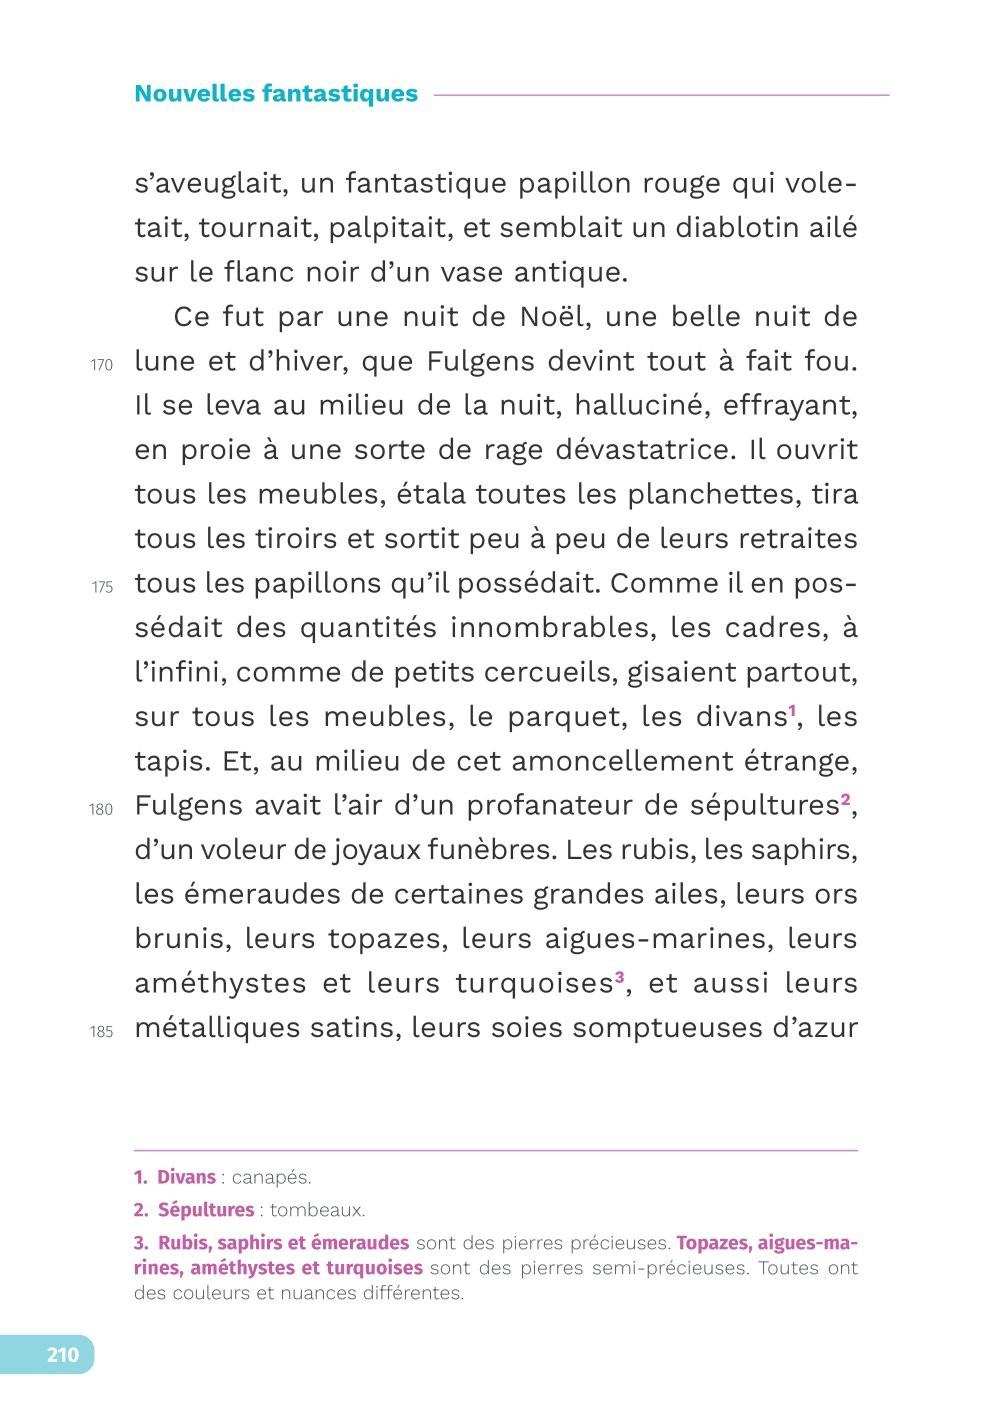 Nouvelles fantastiques
s’aveuglait, un fantastique papillon rouge qui vole-
tait, tournait, palpitait, et semblait un diablotin ailé
sur le flanc noir d’un vase antique.
Ce fut par une nuit de Noël, une belle nuit de
170 lune et d’hiver, que Fulgens devint tout à fait fou.
Il se leva au milieu de la nuit, halluciné, effrayant,
en proie à une sorte de rage dévastatrice. Il ouvrit
tous les meubles, étala toutes les planchettes, tira
tous les tiroirs et sortit peu à peu de leurs retraites
175 tous les papillons qu’il possédait. Comme il en pos-
sédait des quantités innombrables, les cadres, à
l’infini, comme de petits cercueils, gisaient partout,
sur tous les meubles, le parquet, les divans¹, les
tapis. Et, au milieu de cet amoncellement étrange,
180 Fulgens avait l’air d’un profanateur de sépultures²,
d’un voleur de joyaux funèbres. Les rubis, les saphirs,
les émeraudes de certaines grandes ailes, leurs ors
brunis, leurs topazes, leurs aigues-marines, leurs
améthystes et leurs turquoises³, et aussi leurs
185 métalliques satins, leurs soies somptueuses d’azur
1. Divans : canapés.
2. Sépultures : tombeaux.
3. Rubis, saphirs et émeraudes sont des pierres précieuses. Topazes, aigues-ma-
rines, améthystes et turquoises sont des pierres semi-précieuses. Toutes ont
des couleurs et nuances différentes.
210